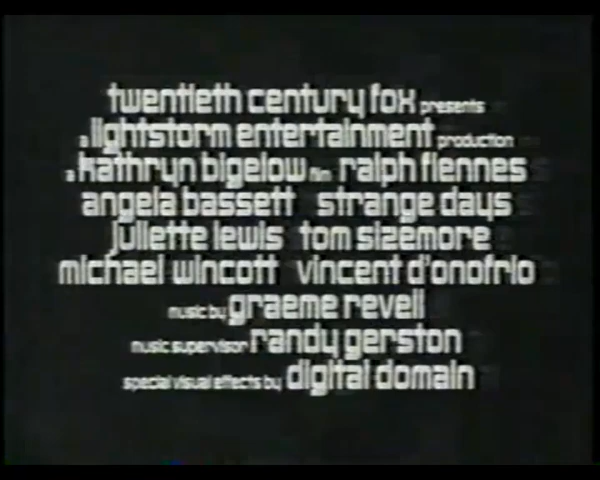 twentieth century fox presents
a lightstorm entertainment production
a kathryn bigelow film ralph fiennes
angela bassett strange days
juliette lewis tom sizemore
michael wincott vincent d'onofrio
music by graeme revell
music supervisor randy gerston
special visual effects by digital domain